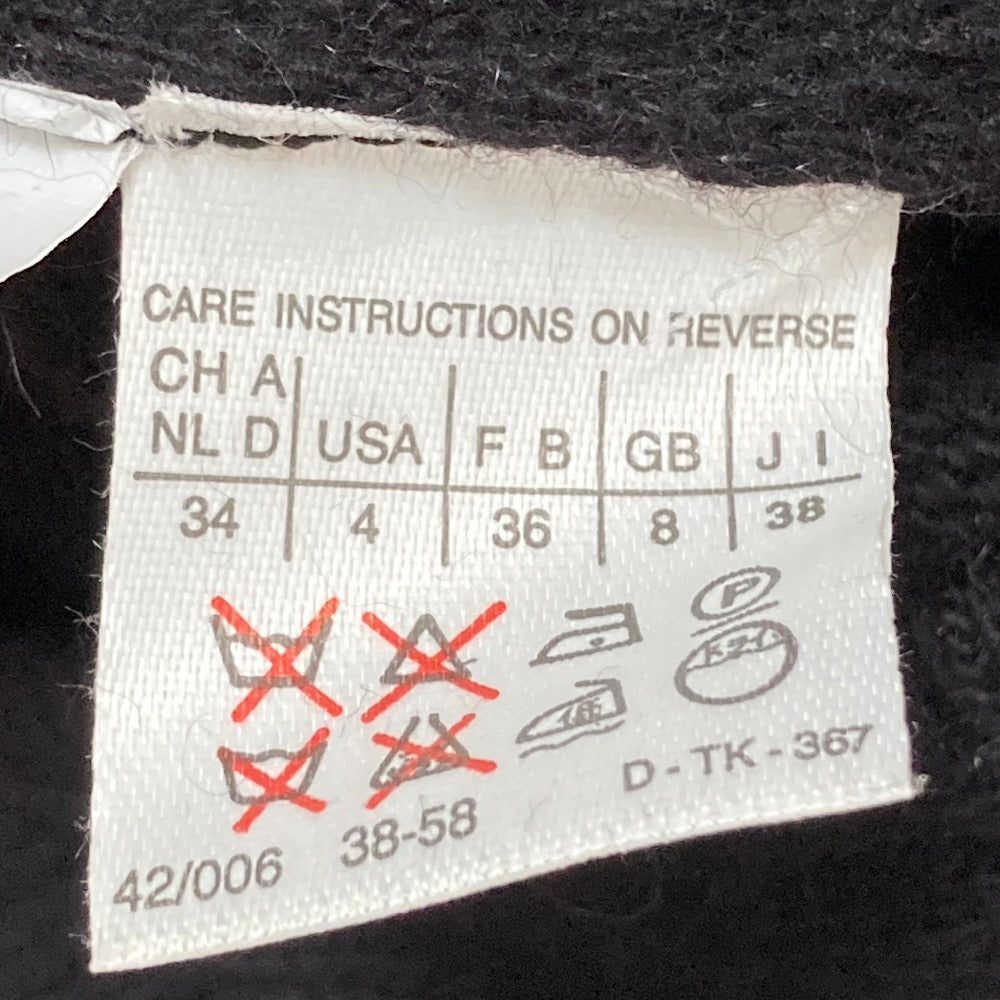 CARE INSTRUCTIONS ON REVERSE
CH A
NL D USA F B GB J I
34 4 36 8 38
P
D-TK-367
38-58
42/006